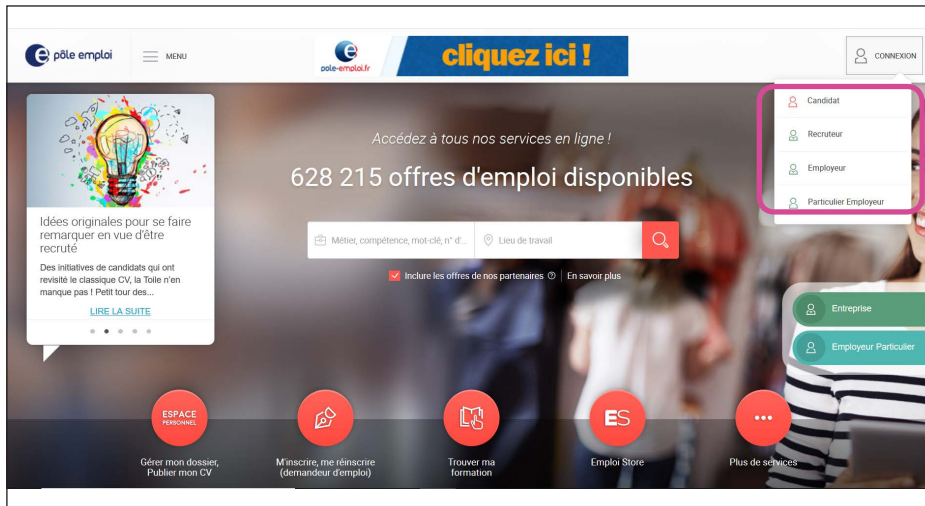 pôle emploi
MENU
pole-emploi.fr
cliquez ici !
CONNEXION
Candidat
Recruteur
Employeur
Particulier Employeur
Accédez à tous nos services en ligne !
628 215 offres d'emploi disponibles
Métier, compétence, mot-clé, n° d'...
Lieu de travail
Inclure les offres de nos partenaires
En savoir plus
Idées originales pour se faire
remarquer en vue d'être
recruté
Des initiatives de candidats qui ont
revisité le classique CV, la Toile n'en
manque pas ! Petit tour des...
LIRE LA SUITE
Entreprise
Employeur Particulier
ESPACE
PERSONNEL
Gérer mon dossier,
Publier mon CV
M'inscrire, me réinscrire
(demandeur d'emploi)
Trouver ma
formation
ES
Emploi Store
Plus de services